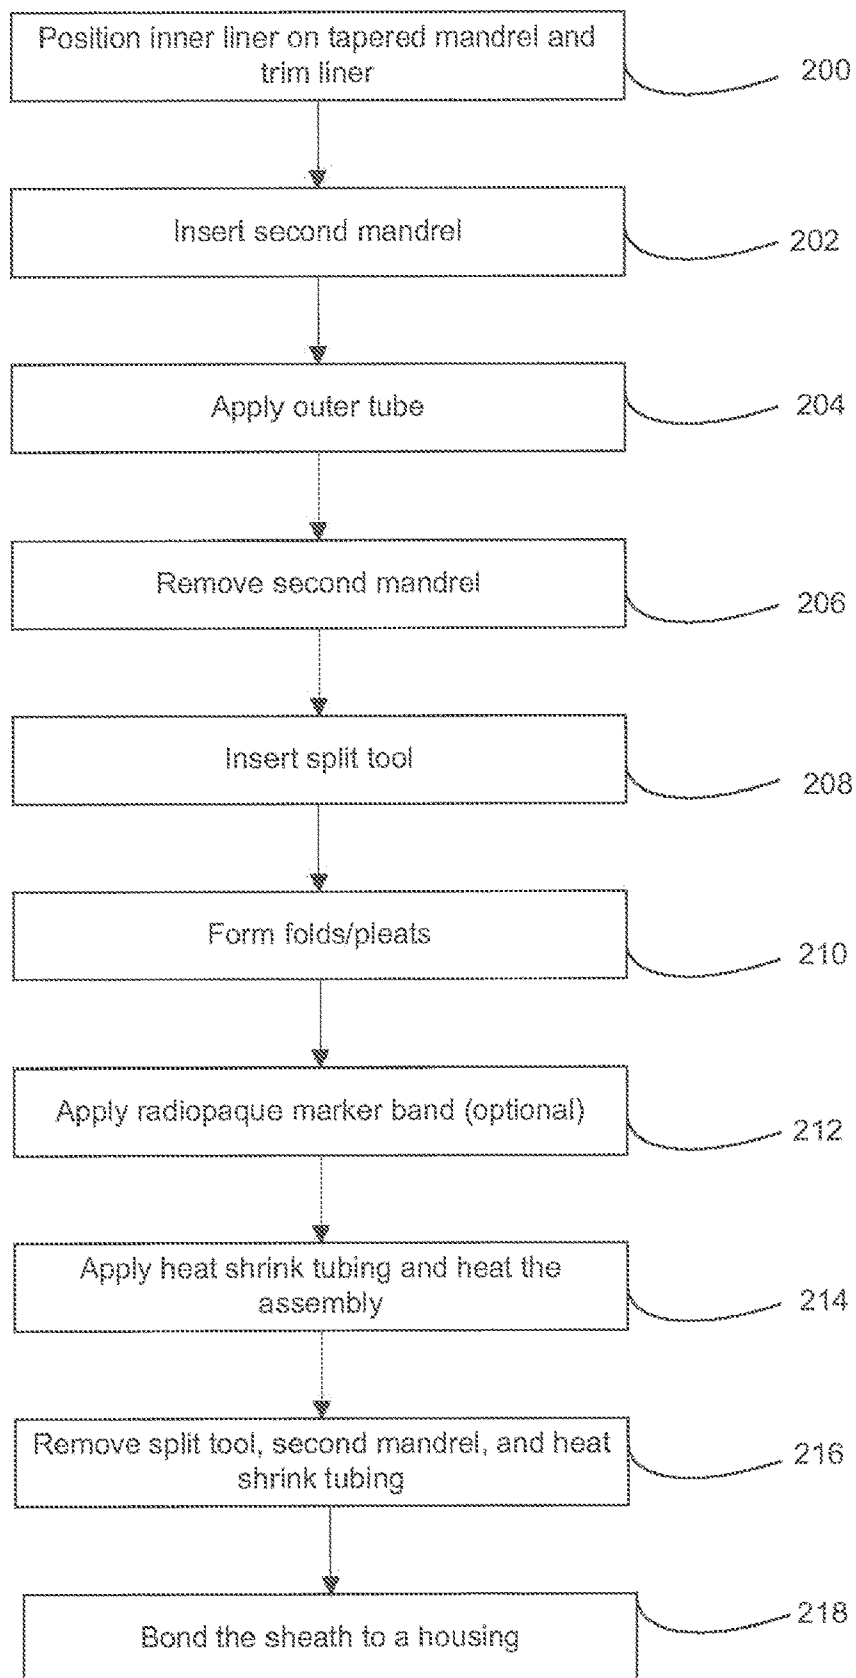 Position inner liner on tapered mandrel and
trim liner
200
Insert second mandrel
202
Apply outer tube
204
Remove second mandrel
206
Insert split tool
208
Form folds/pleats
210
Apply radiopaque marker band (optional)
212
Apply heat shrink tubing and heat the
assembly
214
Remove split tool, second mandrel, and heat
shrink tubing
216
Bond the sheath to a housing
218